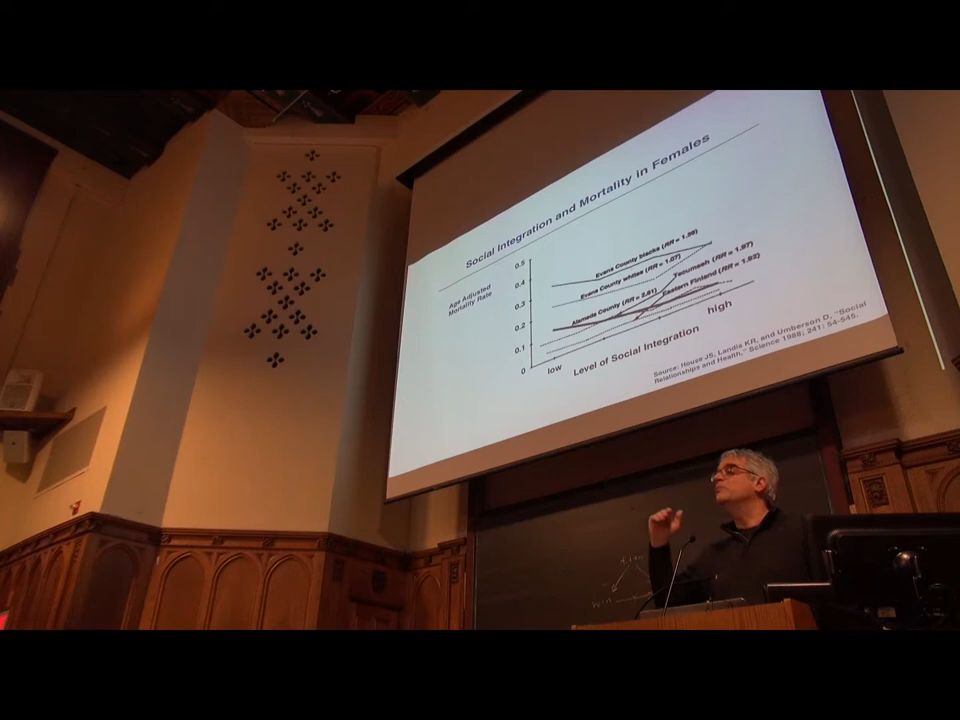 Social Integration and Mortality in Females
Age Adjusted
Mortality Rate
0.5
0.4
0.3
0.2
0.1
0
Evans County blacks (RR = 1.08)
Evans County whites (RR = 1.07)
Tecumseh (RR = 1.97)
Eastern Finland (RR = 1.92)
Alameda County (RR = 2.81)
low
high
Level of Social Integration
Source: House JS, Landis KR, and Umberson D. "Social
Relationships and Health." Science 1988; 241: 54-545.
win